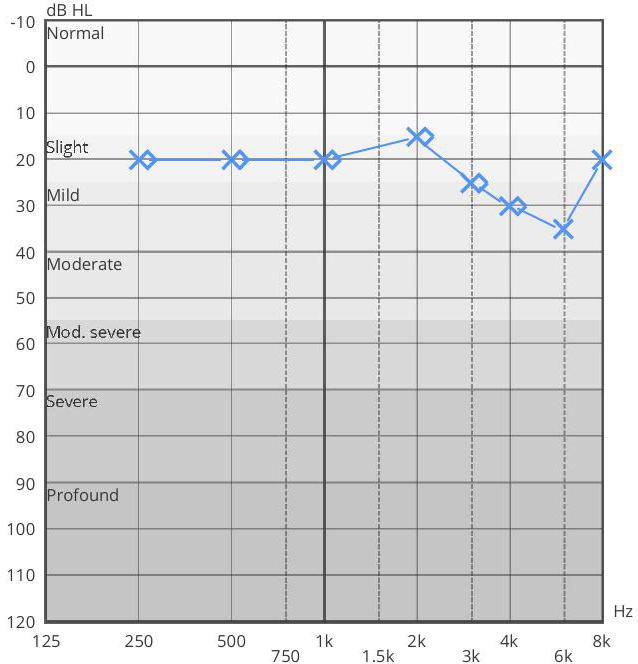 dB HL
-10
Normal
0
10
Slight
20
Mild
30
40
Moderate
50
Mod. severe
60
70
Severe
80
90
Profound
100
110
120
Hz
125 250 500 1k 2k 4k 8k
750 1.5k 3k 6k